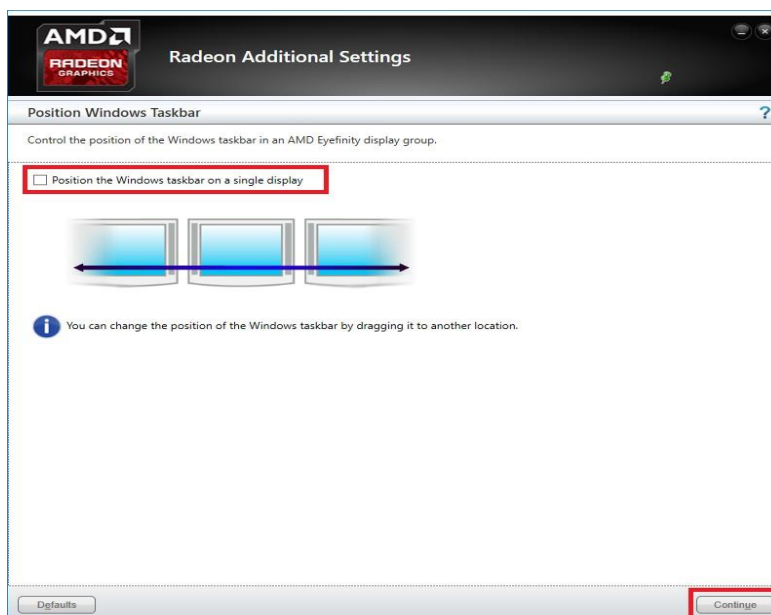 AMD
RADEON
GRAPHICS
Radeon Additional Settings
Position Windows Taskbar
?
Control the position of the Windows taskbar in an AMD Eyefinity display group.
Position the Windows taskbar on a single display
i
You can change the position of the Windows taskbar by dragging it to another location.
Defaults
Continue